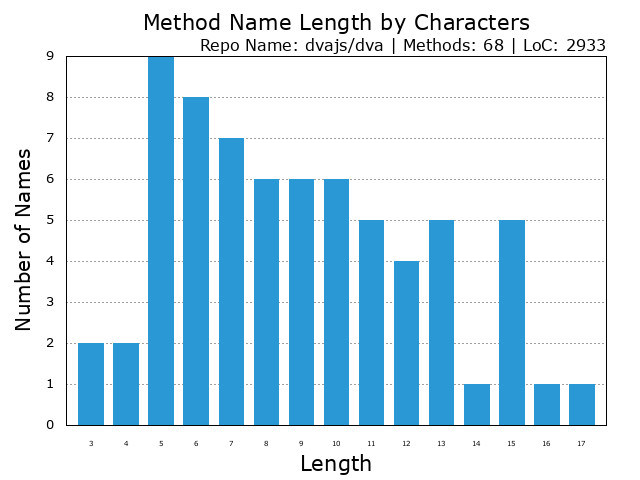 Method Name Length by Characters
Repo Name: dvajs/dva | Methods: 68 | LoC: 2933
Number of Names
9
8
7
6
5
4
3
2
1
0
3 4 5 6 7 8 9 10 11 12 13 14 15 16 17
Length